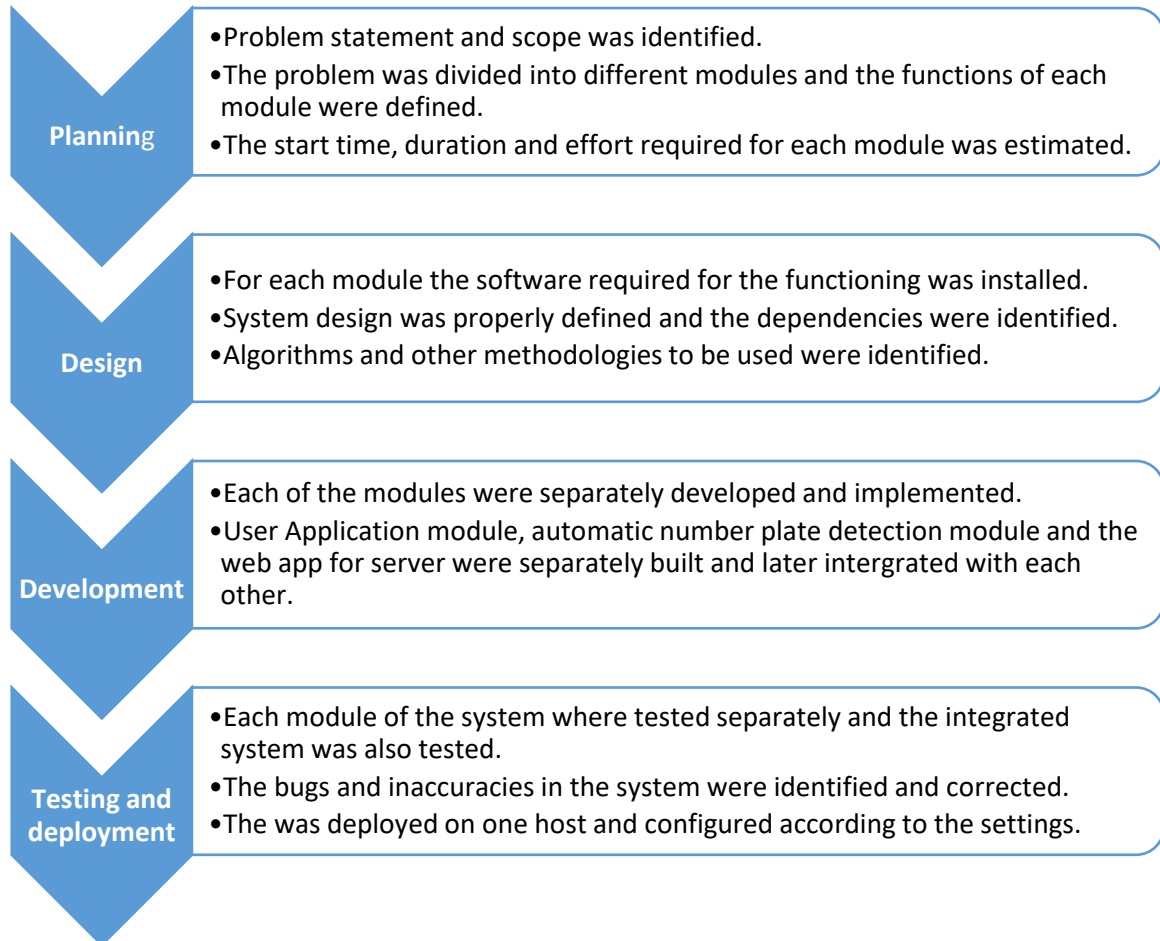 Planning
•Problem statement and scope was identified.
•The problem was divided into different modules and the functions of each
module were defined.
•The start time, duration and effort required for each module was estimated.
Design
•For each module the software required for the functioning was installed.
•System design was properly defined and the dependencies were identified.
•Algorithms and other methodologies to be used were identified.
Development
•Each of the modules were separately developed and implemented.
•User Application module, automatic number plate detection module and the
web app for server were separately built and later intergrated with each
other.
Testing and
deployment
•Each module of the system where tested separately and the integrated
system was also tested.
•The bugs and inaccuracies in the system were identified and corrected.
•The was deployed on one host and configured according to the settings.